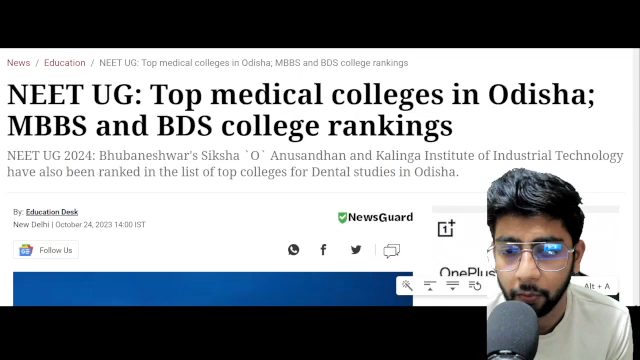 News / Education / NEET UG: Top medical colleges in Odisha; MBBS and BDS college rankings
NEET UG: Top medical colleges in Odisha;
MBBS and BDS college rankings
NEET UG 2024: Bhubaneshwar's Siksha `O` Anusandhan and Kalinga Institute of Industrial Technology
have also been ranked in the list of top colleges for Dental studies in Odisha.
By: Education Desk
NewsGuard
New Delhi | October 24, 2023 14:00 IST
Follow Us
OnePlus
Alt + A